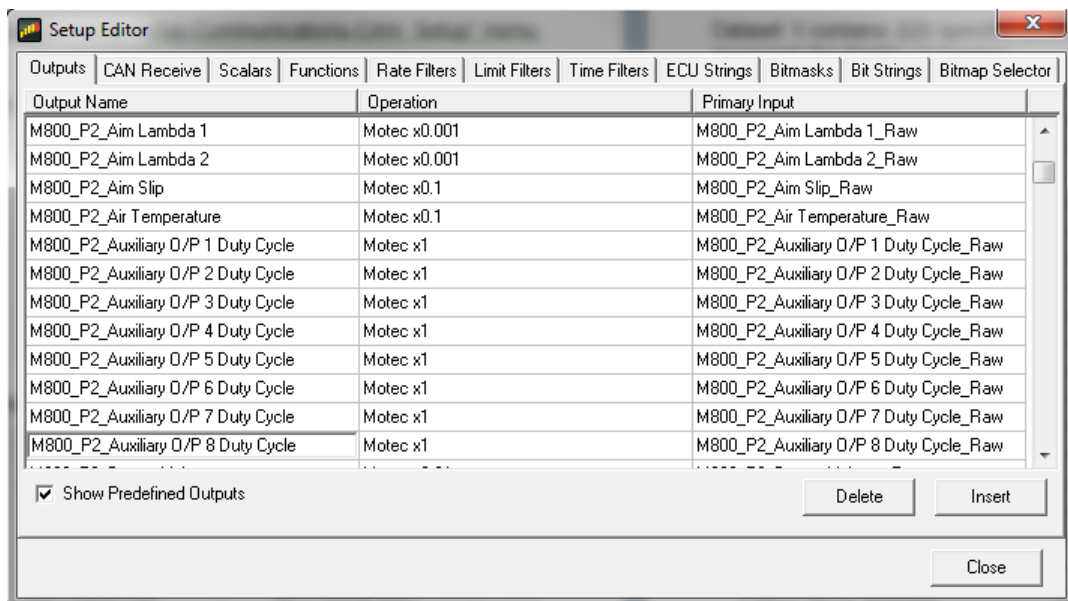 Setup Editor
Outputs CAN Receive Scalars Functions Rate Filters Limit Filters Time Filters ECU Strings Bitmasks Bit Strings Bitmap Selector
Output Name Operation Primary Input
M800_P2_Aim Lambda 1 Motec x0.001 M800_P2_Aim Lambda 1_Raw
M800_P2_Aim Lambda 2 Motec x0.001 M800_P2_Aim Lambda 2_Raw
M800_P2_Aim Slip Motec x0.1 M800_P2_Aim Slip_Raw
M800_P2_Air Temperature Motec x0.1 M800_P2_Air Temperature_Raw
M800_P2_Auxiliary O/P 1 Duty Cycle Motec x1 M800_P2_Auxiliary O/P 1 Duty Cycle_Raw
M800_P2_Auxiliary O/P 2 Duty Cycle Motec x1 M800_P2_Auxiliary O/P 2 Duty Cycle_Raw
M800_P2_Auxiliary O/P 3 Duty Cycle Motec x1 M800_P2_Auxiliary O/P 3 Duty Cycle_Raw
M800_P2_Auxiliary O/P 4 Duty Cycle Motec x1 M800_P2_Auxiliary O/P 4 Duty Cycle_Raw
M800_P2_Auxiliary O/P 5 Duty Cycle Motec x1 M800_P2_Auxiliary O/P 5 Duty Cycle_Raw
M800_P2_Auxiliary O/P 6 Duty Cycle Motec x1 M800_P2_Auxiliary O/P 6 Duty Cycle_Raw
M800_P2_Auxiliary O/P 7 Duty Cycle Motec x1 M800_P2_Auxiliary O/P 7 Duty Cycle_Raw
M800_P2_Auxiliary O/P 8 Duty Cycle Motec x1 M800_P2_Auxiliary O/P 8 Duty Cycle_Raw
Show Predefined Outputs Delete Insert
Close